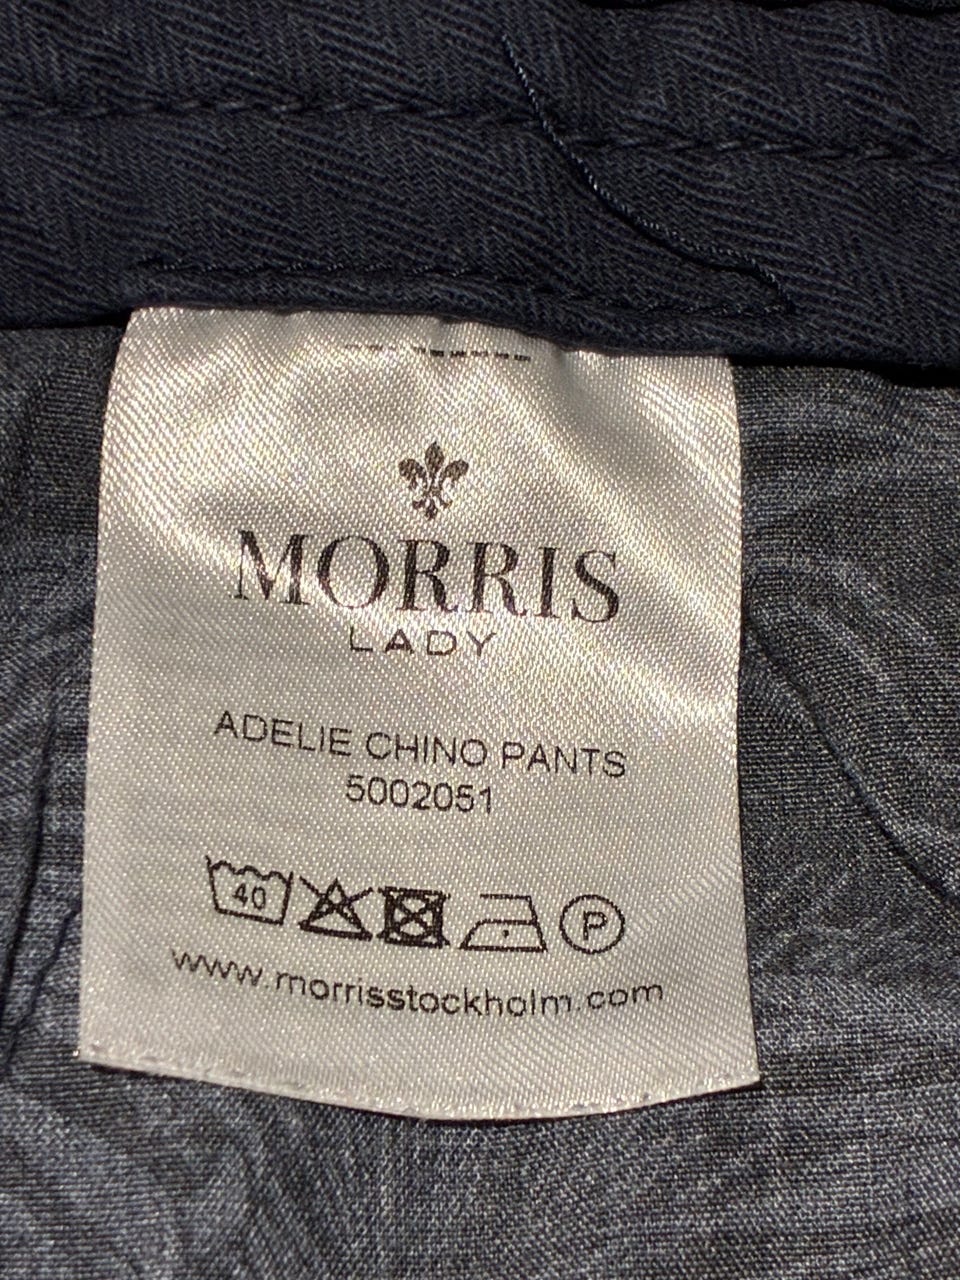 MORRIS
LADY
ADELIE CHINO PANTS
5002051
40 P
www.morrisstockholm.com